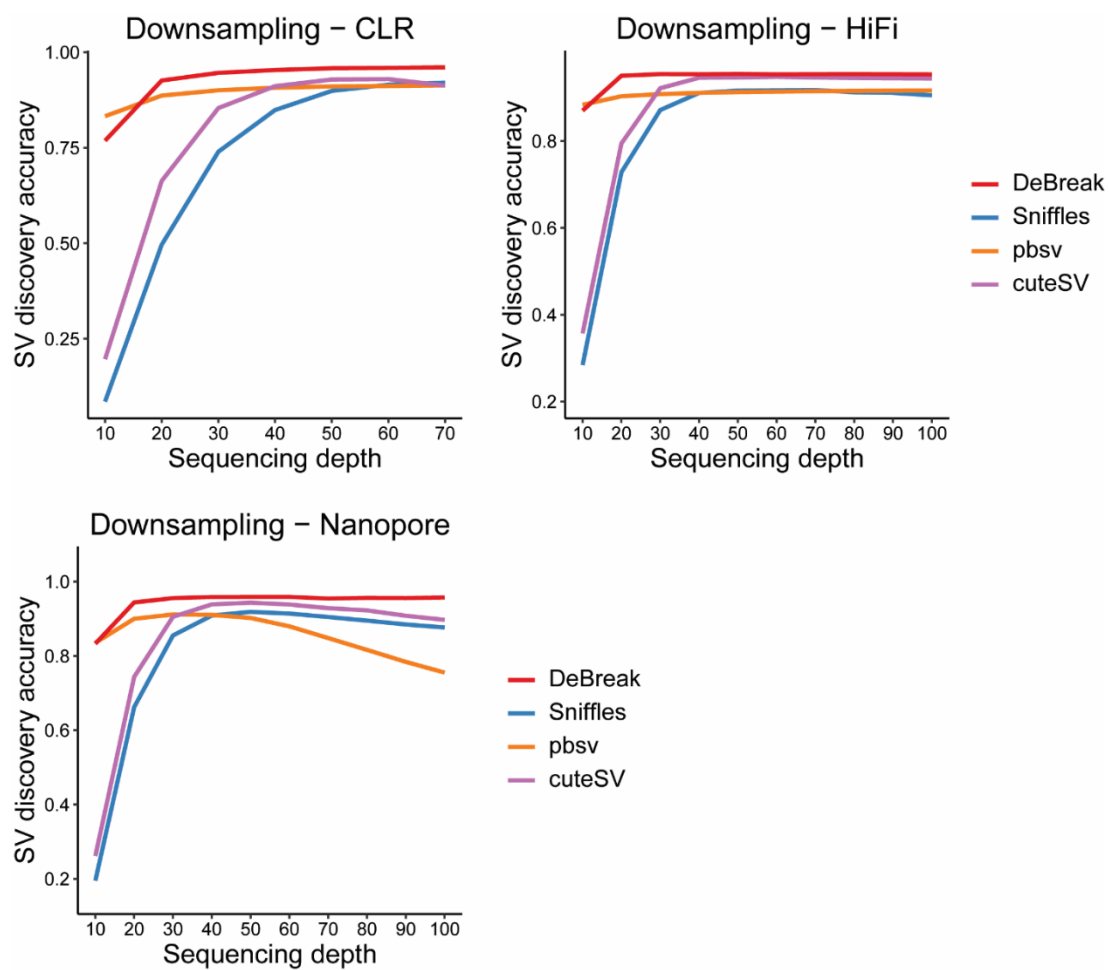 Downsampling − CLR
SV discovery accuracy
1.00
0.75
0.50
0.25
10 20 30 40 50 60 70
Sequencing depth
Downsampling − HiFi
SV discovery accuracy
0.8
0.6
0.4
0.2
10 20 30 40 50 60 70 80 90 100
Sequencing depth
DeBreak
Sniffles
pbsv
cuteSV
Downsampling − Nanopore
SV discovery accuracy
1.0
0.8
0.6
0.4
0.2
10 20 30 40 50 60 70 80 90 100
Sequencing depth
DeBreak
Sniffles
pbsv
cuteSV